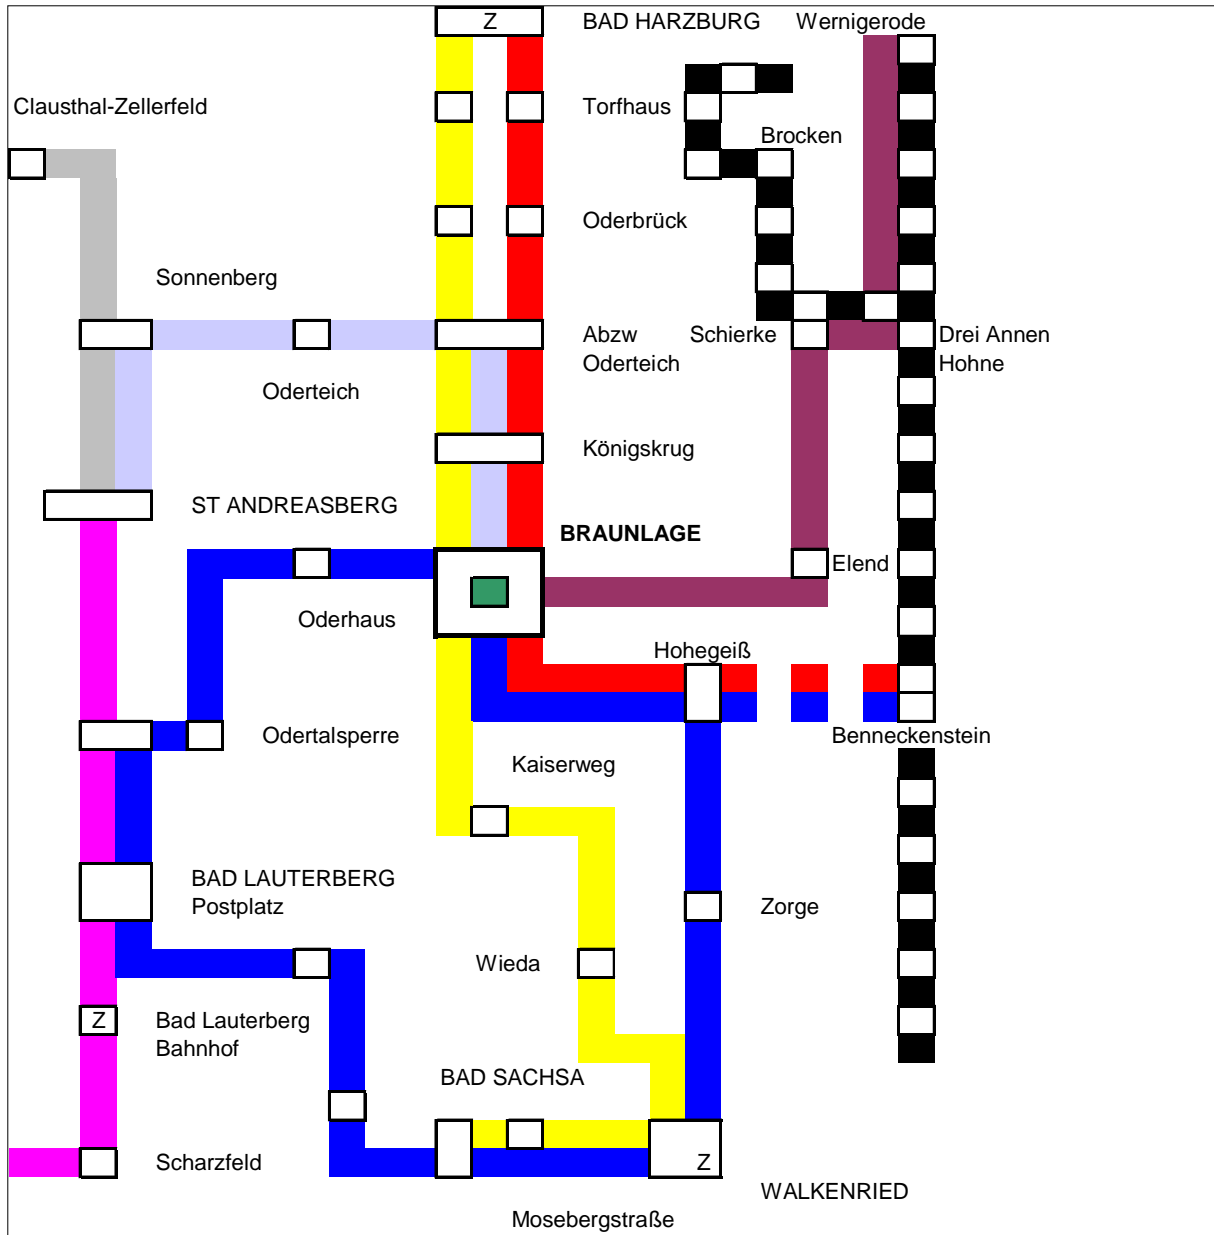 Z
BAD HARZBURG
Wernigerode
Clausthal-Zellerfeld
Torfhaus
Brocken
Oderbrück
Sonnenberg
Abzw
Oderteich
Schierke
Drei Annen
Hohne
Oderteich
Königskrug
ST ANDREASBERG
BRAUNLAGE
Elend
Oderhaus
Hohegeiß
Odertalsperre
Benneckenstein
Kaiserweg
BAD LAUTERBERG
Postplatz
Zorge
Wieda
Z
Bad Lauterberg
Bahnhof
BAD SACHSA
Scharzfeld
Z
WALKENRIED
Mosebergstraße